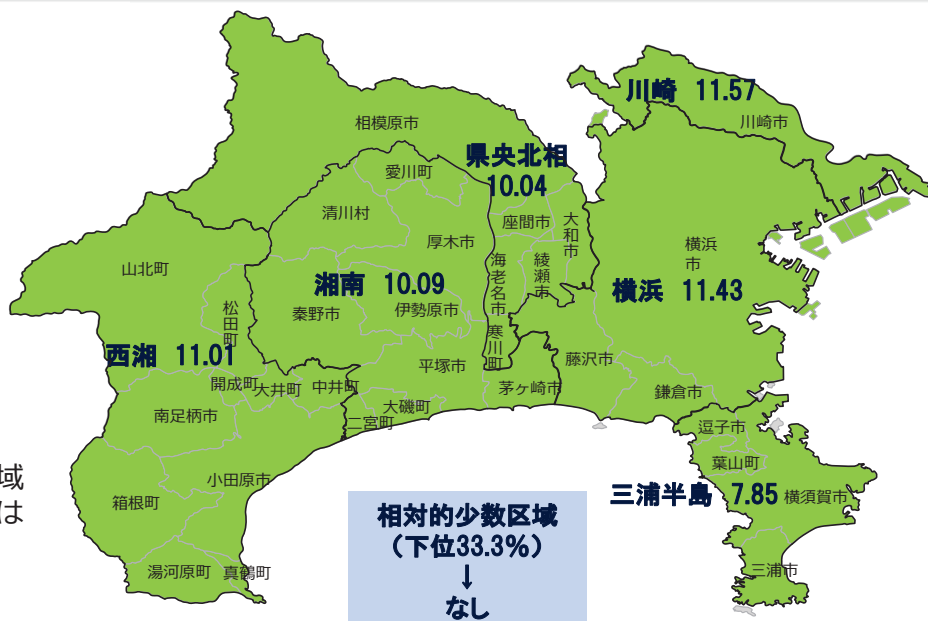 川崎 11.57
川崎市
相模原市
県央北相
10.04
愛川町
清川村
座間市
大和市
厚木市
横浜市
山北町
海老名市
綾瀬市
湘南 10.09
横浜 11.43
秦野市
伊勢原市
松田町
寒川町
西湘 11.01
平塚市
藤沢市
開成町
大井町
中井町
茅ヶ崎市
鎌倉市
南足柄市
大磯町
二宮町
逗子市
葉山町
小田原市
域
は
箱根町
三浦半島 7.85
横須賀市
相対的少数区域
（下位33.3％）
↓
なし
湯河原町
真鶴町
三浦市